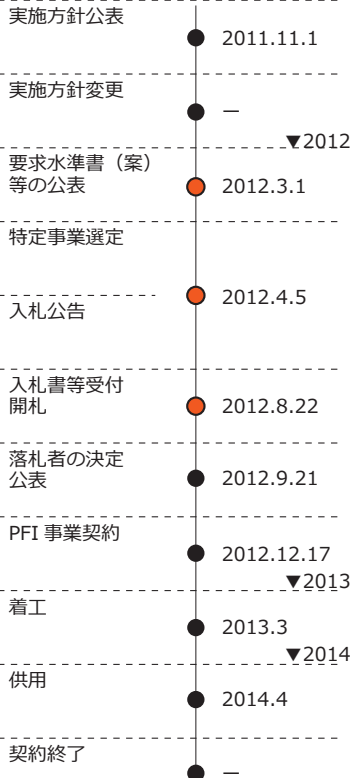 実施方針公表
2011.11.1
実施方針変更
—
▼2012
要求水準書（案）
等の公表
2012.3.1
特定事業選定
2012.4.5
入札公告
入札書等受付
開札
2012.8.22
落札者の決定
公表
2012.9.21
PFI 事業契約
2012.12.17
▼2013
着工
2013.3
▼2014
供用
2014.4
契約終了
—